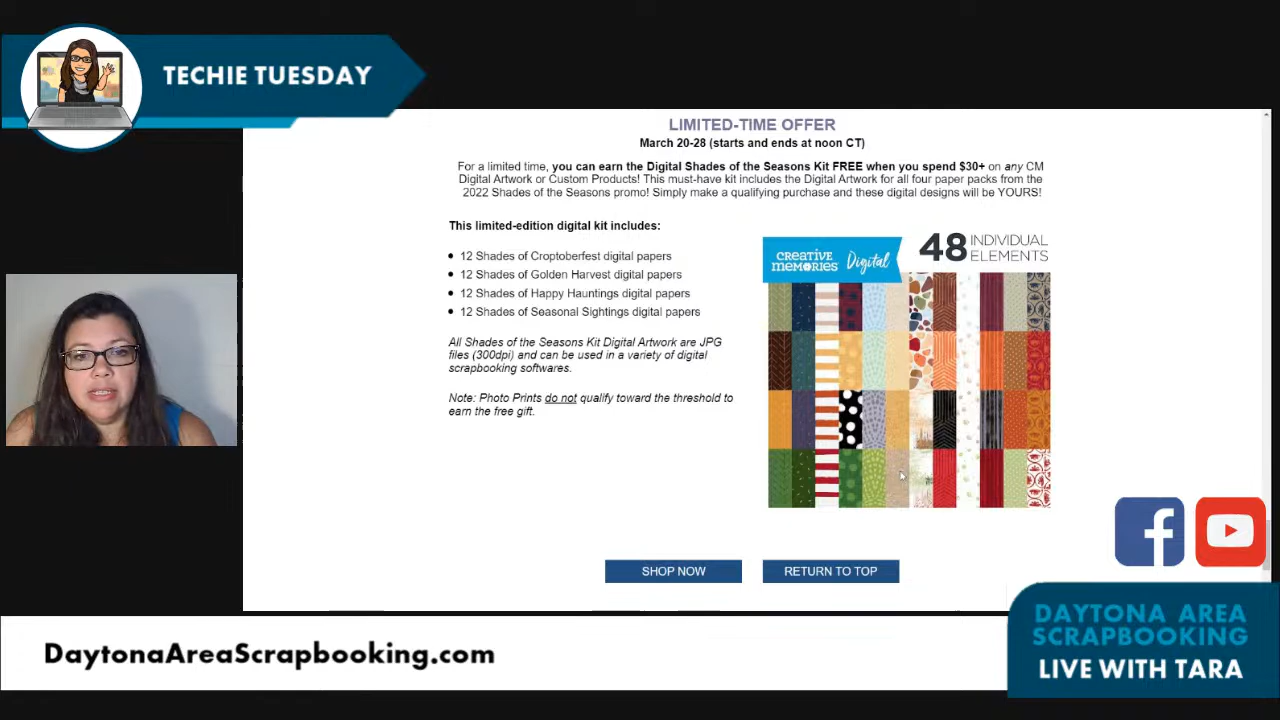 TECHIE TUESDAY
LIMITED-TIME OFFER
March 20-28 (starts and ends at noon CT)
For a limited time, you can earn the Digital Shades of the Seasons Kit FREE when you spend $30+ on any CM
Digital Artwork or Custom Products! This must-have kit includes the Digital Artwork for all four paper packs from the
2022 Shades of the Seasons promo! Simply make a qualifying purchase and these digital designs will be YOURS!
This limited-edition digital kit includes:
• 12 Shades of Croptoberfest digital papers
• 12 Shades of Golden Harvest digital papers
• 12 Shades of Happy Hauntings digital papers
• 12 Shades of Seasonal Sightings digital papers
All Shades of the Seasons Kit Digital Artwork are JPG
files (300dpi) and can be used in a variety of digital
scrapbooking softwares.
Note: Photo Prints do not qualify toward the threshold to
earn the free gift.
CREATIVE
MEMORIES Digital
48 INDIVIDUAL
ELEMENTS
SHOP NOW
RETURN TO TOP
DaytonaAreaScrapbooking.com
DAYTONA AREA
SCRAPBOOKING
LIVE WITH TARA